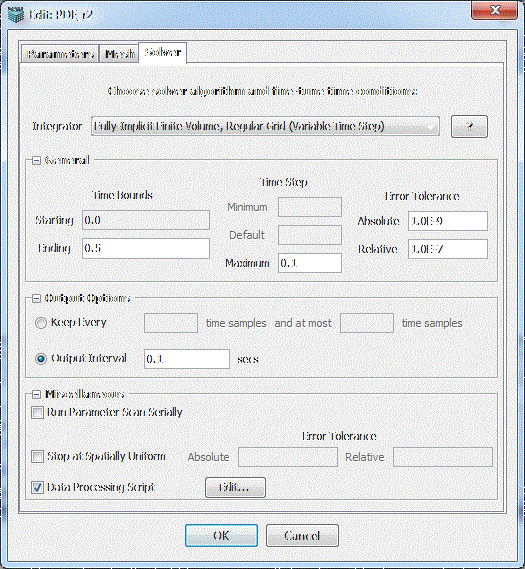 Edit: PDE_r2
Parameters Mesh Solver
Choose solver algorithm and fine-tune time conditions:
Integrator Fully-Implicit Finite Volume, Regular Grid (Variable Time Step) ?
General
Time Bounds Time Step Error Tolerance
Minimum
Starting 0.0 Absolute 1.0E-9
Default
Ending 0.5 Relative 1.0E-7
Maximum 0.1
Output Options
Keep Every time samples and at most time samples
Output Interval 0.1 secs
Miscellaneous
Run Parameter Scan Serially
Error Tolerance
Stop at Spatially Uniform Absolute Relative
Data Processing Script Edit...
OK Cancel